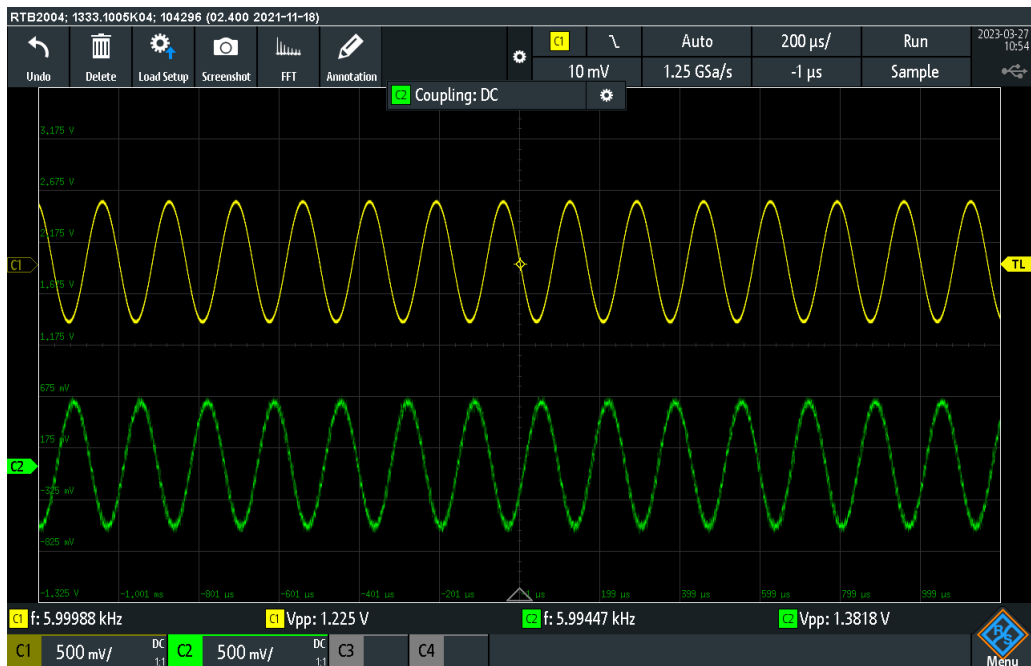 RTB2004; 1333.1005K04; 104296 (02.400 2021-11-18)
Undo Delete Load Setup Screenshot FFT Annotation
C1 Auto 200 µs/ Run
10 mV 1.25 GSa/s -1 µs Sample
2023-03-27
10:54
C2 Coupling: DC
3,175 V
2,675 V
2,175 V
C1
TL
1,675 V
1,175 V
675 mV
175 mV
C2
-325 mV
-825 mV
-1,325 V -1,001 ms -801 µs -601 µs -401 µs -201 µs -1 µs 199 µs 399 µs 599 µs 799 µs 999 µs
C1 f: 5.99988 kHz C1 Vpp: 1.225 V C2 f: 5.99447 kHz C2 Vpp: 1.3818 V
C1 500 mV/ DC 1:1 C2 500 mV/ DC 1:1 C3 C4
R&S
Menu